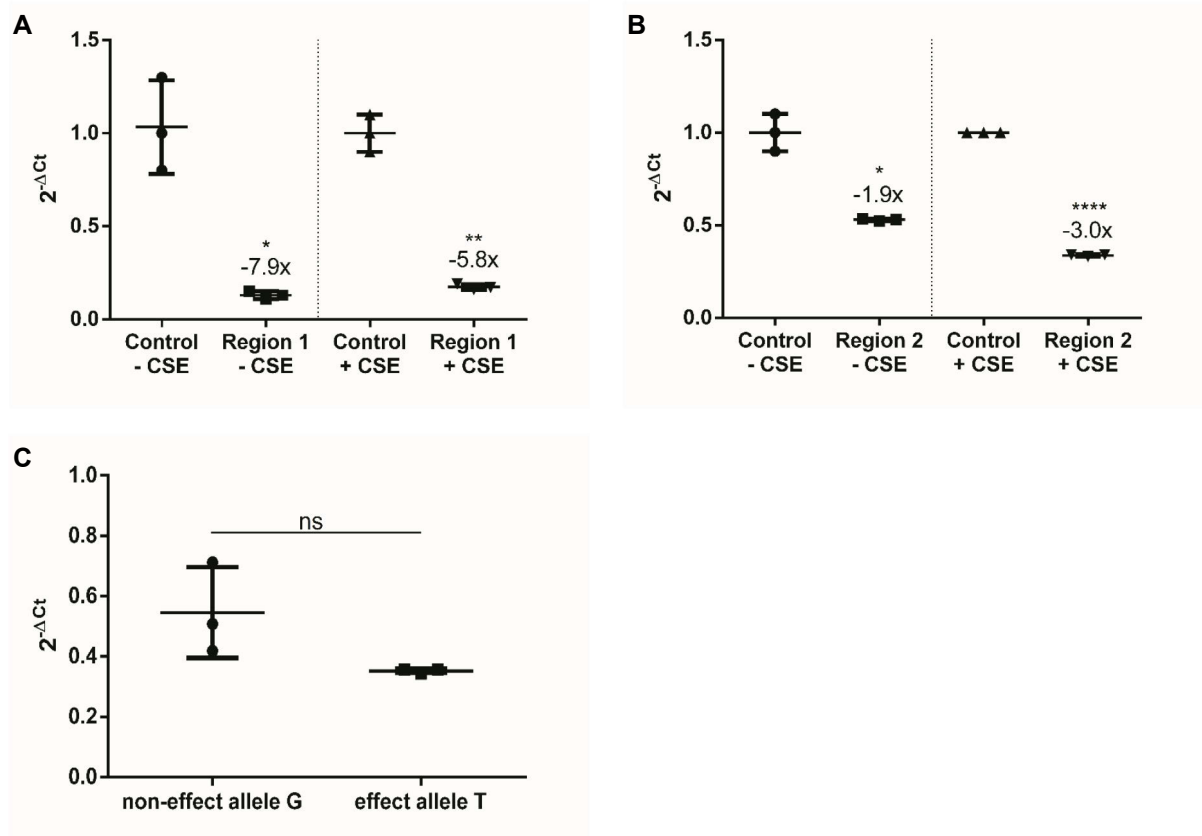 A
1.5
1.0
0.5
0.0
2-ΔCt
*
-7.9x
**
-5.8x
Control Region 1 Control Region 1
- CSE - CSE + CSE + CSE
B
1.5
1.0
0.5
0.0
2-ΔCt
*
-1.9x
****
-3.0x
Control Region 2 Control Region 2
- CSE - CSE + CSE + CSE
C
1.0
0.8
0.6
0.4
0.2
0.0
2-ΔCt
ns
non-effect allele G effect allele T